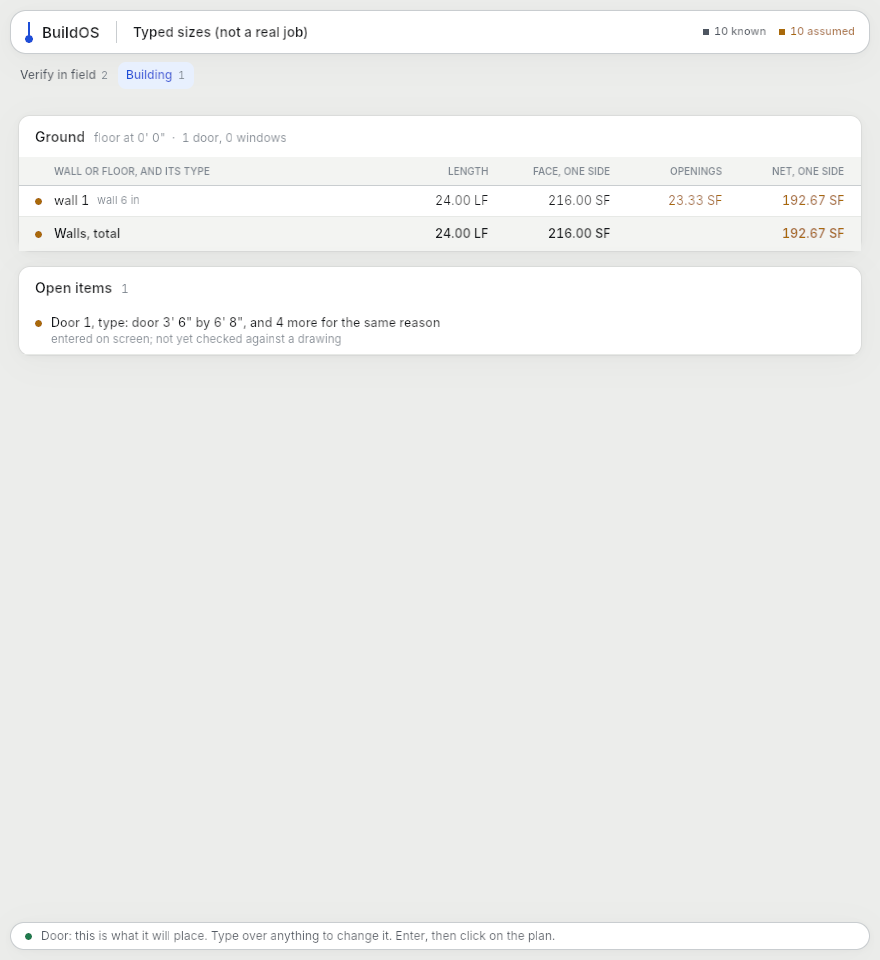 BuildOS Typed sizes (not a real job) 10 known 10 assumed
Verify in field 2 Building 1
Ground floor at 0' 0" · 1 door, 0 windows
WALL OR FLOOR, AND ITS TYPE LENGTH FACE, ONE SIDE OPENINGS NET, ONE SIDE
wall 1 wall 6 in 24.00 LF 216.00 SF 23.33 SF 192.67 SF
Walls, total 24.00 LF 216.00 SF 192.67 SF
Open items 1
Door 1, type: door 3' 6" by 6' 8", and 4 more for the same reason
entered on screen; not yet checked against a drawing
Door: this is what it will place. Type over anything to change it. Enter, then click on the plan.